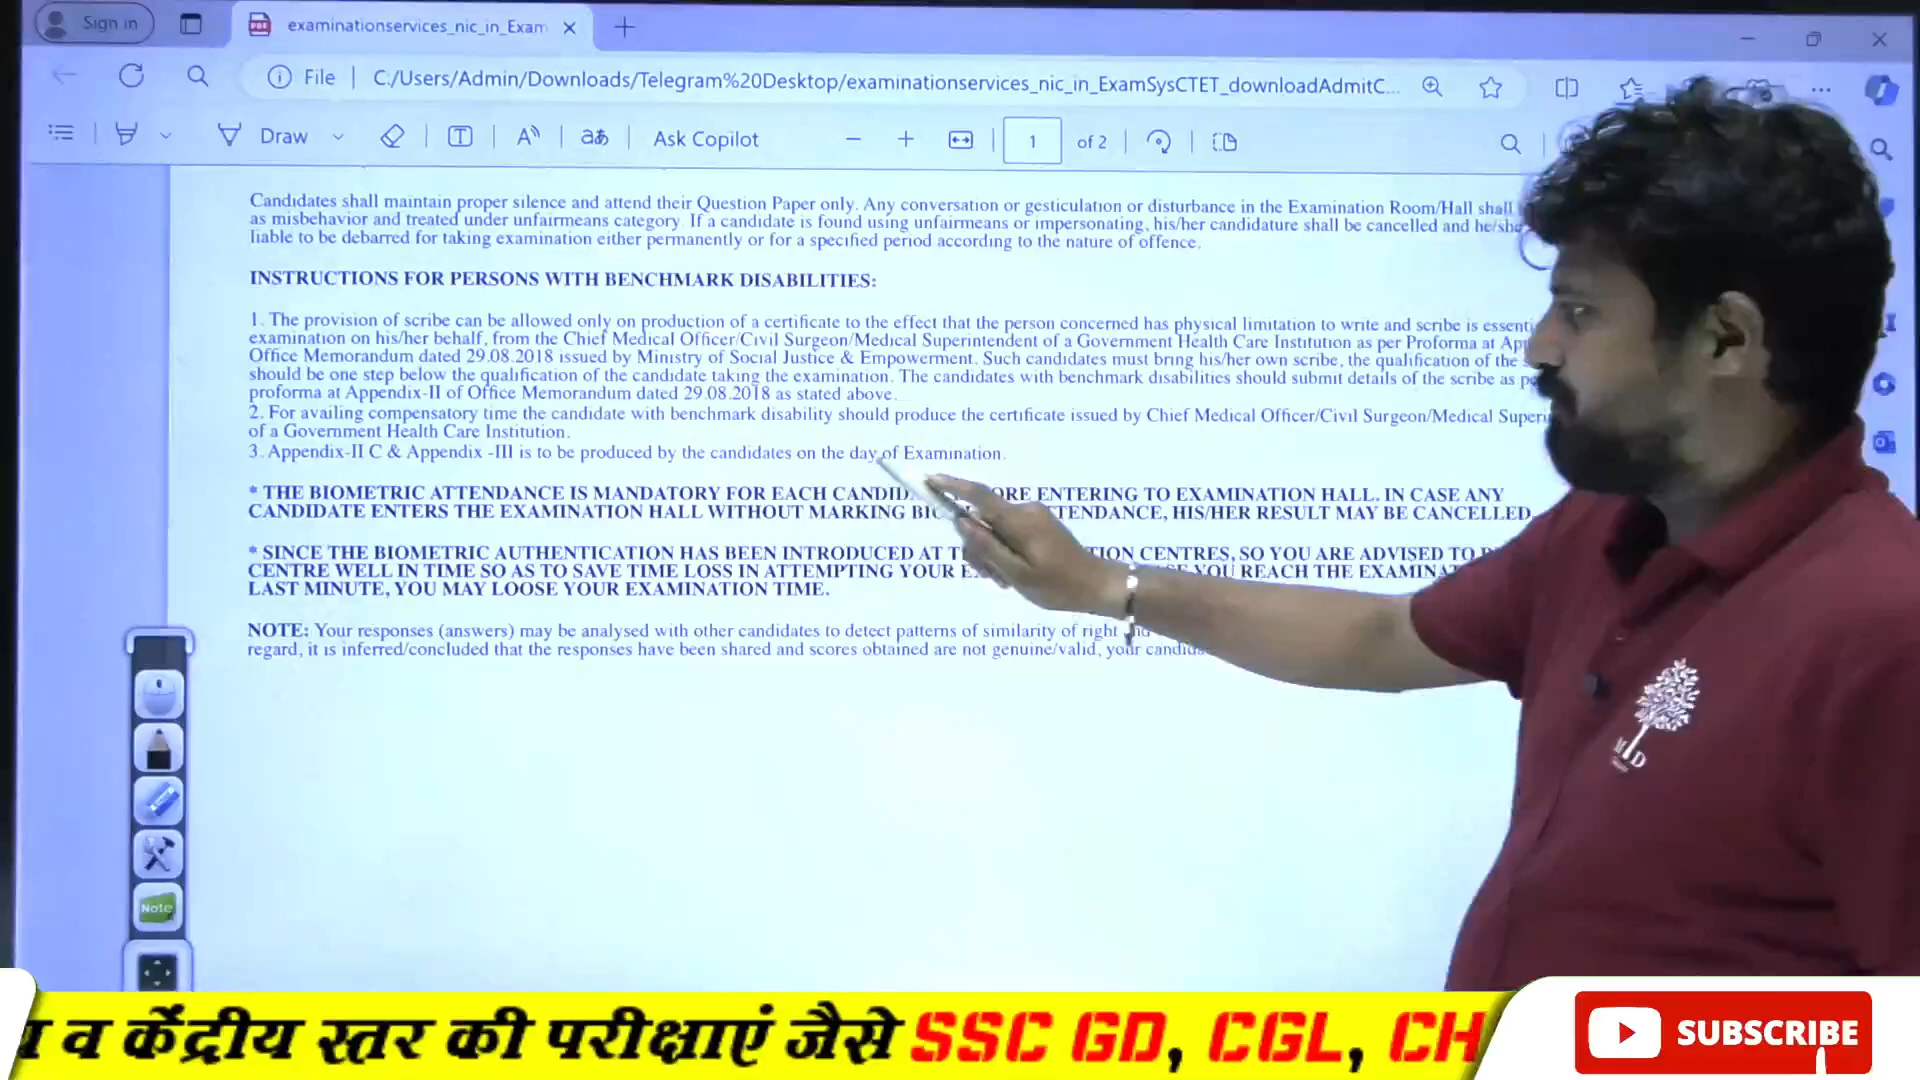 Sign in
examinationservices_nic_in_Exam
File
C:/Users/Admin/Downloads/Telegram%20Desktop/examinationservices_nic_in_ExamSysCTET_downloadAdmitC...
Draw
Ask Copilot
1 of 2
Candidates shall maintain proper silence and attend their Question Paper only. Any conversation or gesticulation or disturbance in the Examination Room/Hall shall
as misbehavior and treated under unfairmeans category. If a candidate is found using unfairmeans or impersonating, his/her candidature shall be cancelled and he/she
liable to be debarred for taking examination either permanently or for a specified period according to the nature of offence.
INSTRUCTIONS FOR PERSONS WITH BENCHMARK DISABILITIES:
1. The provision of scribe can be allowed only on production of a certificate to the effect that the person concerned has physical limitation to write and scribe is
examination on his/her behalf, from the Chief Medical Officer/Civil Surgeon/Medical Superintendent of a Government Health Care Institution as per Proforma at
Office Memorandum dated 29.08.2018 issued by Ministry of Social Justice & Empowerment. Such candidates must bring his/her own scribe, the qualification of the
should be one step below the qualification of the candidate taking the examination. The candidates with benchmark disabilities should submit details of the scribe as
proforma at Appendix-II of Office Memorandum dated 29.08.2018 as stated above.
2. For availing compensatory time the candidate with benchmark disability should produce the certificate issued by Chief Medical Officer/Civil Surgeon/Medical
of a Government Health Care Institution.
3. Appendix-II C & Appendix -III is to be produced by the candidates on the day of Examination.
* THE BIOMETRIC ATTENDANCE IS MANDATORY FOR EACH ENTERING TO EXAMINATION HALL. IN CASE ANY
CANDIDATE ENTERS THE EXAMINATION HALL WITHOUT MARKING HIS/HER RESULT MAY BE CANCELLED.
* SINCE THE BIOMETRIC AUTHENTICATION HAS BEEN INTRODUCED AT CENTRES, SO YOU ARE ADVISED TO
CENTRE WELL IN TIME SO AS TO SAVE TIME LOSS IN ATTEMPTING YOUR YOU REACH THE
LAST MINUTE, YOU MAY LOOSE YOUR EXAMINATION TIME.
NOTE: Your responses (answers) may be analysed with other candidates to detect patterns of similarity of right
regard, it is inferred/concluded that the responses have been shared and scores obtained are not genuine/valid, your
Note
व केंद्रीय स्तर की परीक्षाएं जैसे SSC GD, CGL, CH
SUBSCRIBE